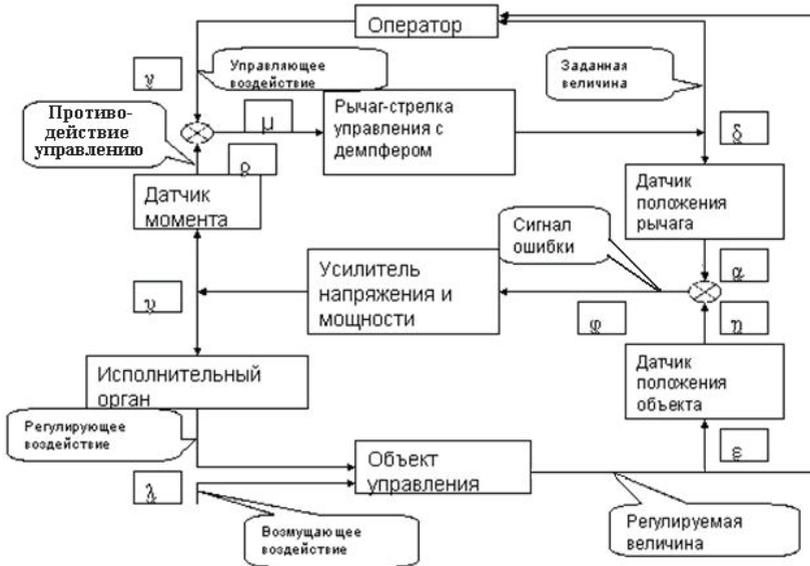 Оператор
γ
Управляющее
воздействие
Заданная
величина
Противо-
действие
управлению
μ
Рычаг-стрелка
управления с
демпфером
δ
ρ
Датчик
момента
Датчик
положения
рычага
Сигнал
ошибки
α
υ
Усилитель
напряжения и
мощности
φ
η
Исполнительный
орган
Датчик
положения
объекта
Регулирующее
воздействие
ε
Объект
управления
λ
Возмущающее
воздействие
Регулируемая
величина